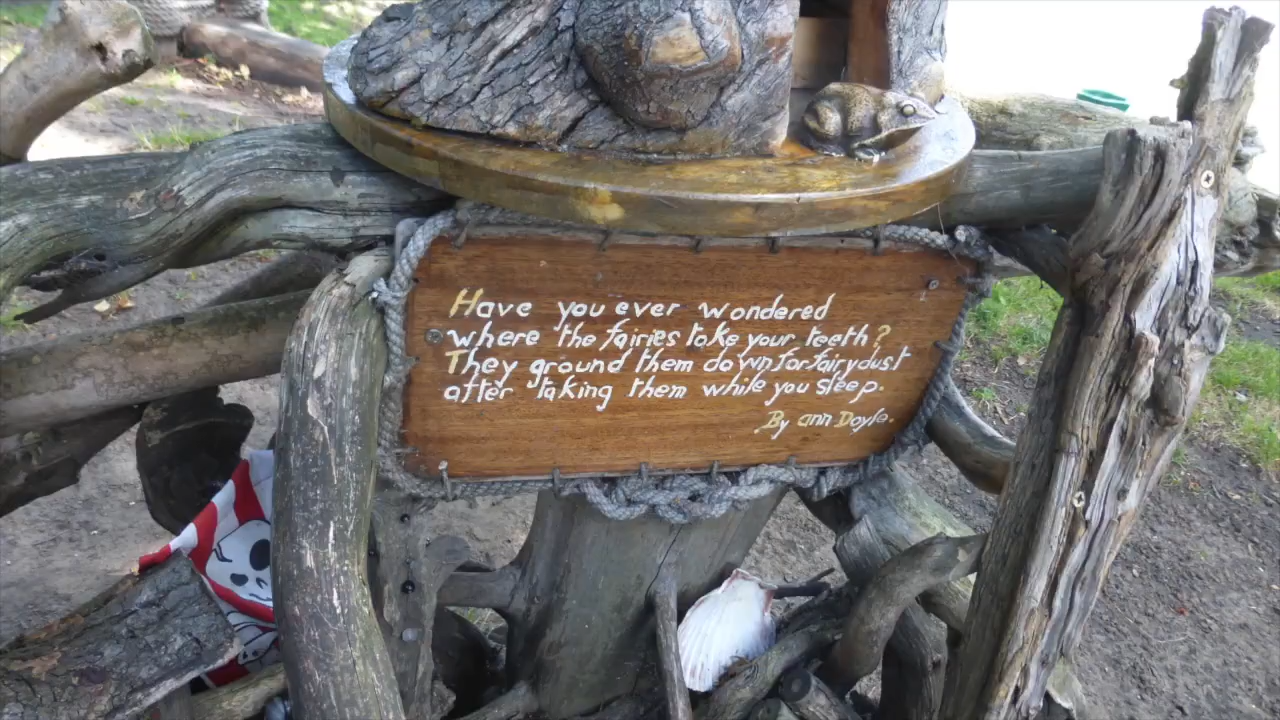 Have you ever wondered
where the fairies take your teeth?
They ground them down for fairy dust
after taking them while you sleep.
By ann Doyle.